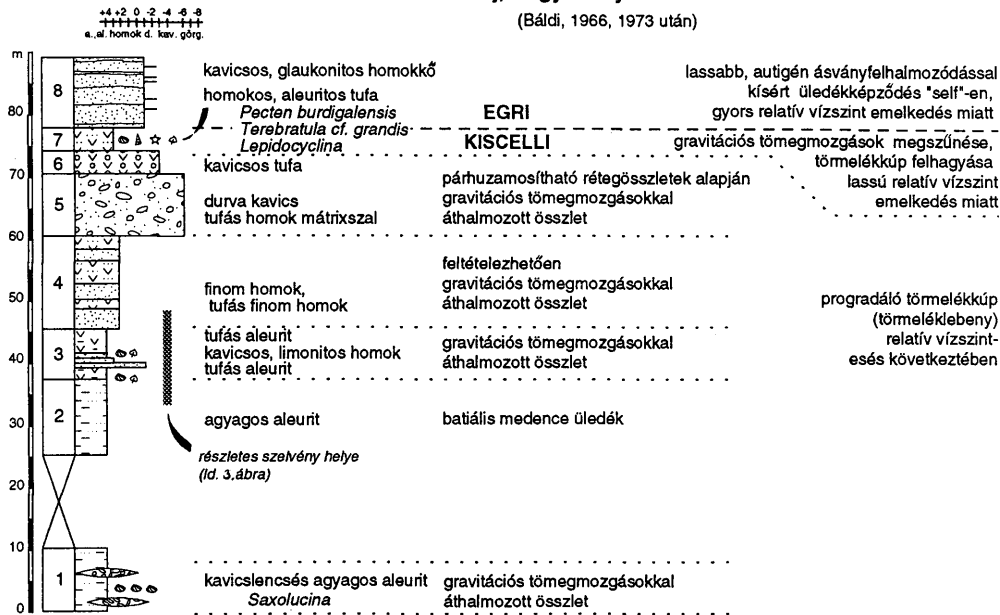 (Báldi, 1966, 1973 után)
+4 +2 0 -2 -4 -6 -8
a.,al. homok d. kav. görg.
m
80
70
60
50
40
30
20
10
0
8
7
6
5
4
3
2
1
kavicsos, glaukonitos homokkő
homokos, aleuritos tufa
Pecten burdigalensis
Terebratula cf. grandis
Lepidocyclina
kavicsos tufa
durva kavics
tufás homok mátrixszal
finom homok,
tufás finom homok
tufás aleurit
kavicsos, limonitos homok
tufás aleurit
agyagos aleurit
részletes szelvény helye
(ld. 3.ábra)
kavicslencsés agyagos aleurit
Saxolucina
EGRI
KISCELLI
párhuzamosítható rétegösszletek alapján
gravitációs tömegmozgásokkal
áthalmozott összlet
feltételezhetően
gravitációs tömegmozgásokkal
áthalmozott összlet
gravitációs tömegmozgásokkal
áthalmozott összlet
batiális medence üledék
gravitációs tömegmozgásokkal
áthalmozott összlet
lassabb, autigén ásványfelhalmozódással
kísért üledékképződés "self"-en,
gyors relatív vízszint emelkedés miatt
gravitációs tömegmozgások megszűnése,
törmelékkúp felhagyása
lassú relatív vízszint
emelkedés miatt
progradáló törmelékkúp
(törmeléklebeny)
relatív vízszint-
esés következtében